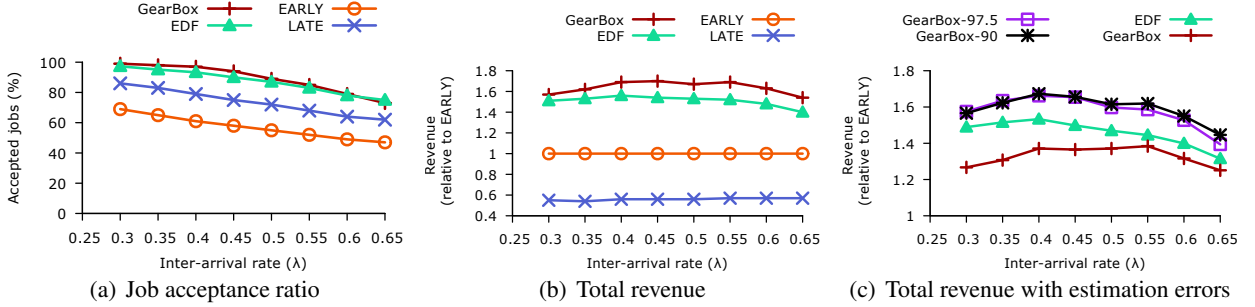 GearBox
EARLY
EDF
LATE
Accepted jobs (%)
100
80
60
40
20
0
0.25 0.3 0.35 0.4 0.45 0.5 0.55 0.6 0.65
Inter-arrival rate (λ)
(a) Job acceptance ratio
GearBox
EARLY
EDF
LATE
Revenue
(relative to EARLY)
1.8
1.6
1.4
1.2
1
0.8
0.6
0.4
0.25 0.3 0.35 0.4 0.45 0.5 0.55 0.6 0.65
Inter-arrival rate (λ)
(b) Total revenue
GearBox-97.5
EDF
GearBox-90
GearBox
Revenue
(relative to EARLY)
1.8
1.6
1.4
1.2
1
0.25 0.3 0.35 0.4 0.45 0.5 0.55 0.6 0.65
Inter-arrival rate (λ)
(c) Total revenue with estimation errors